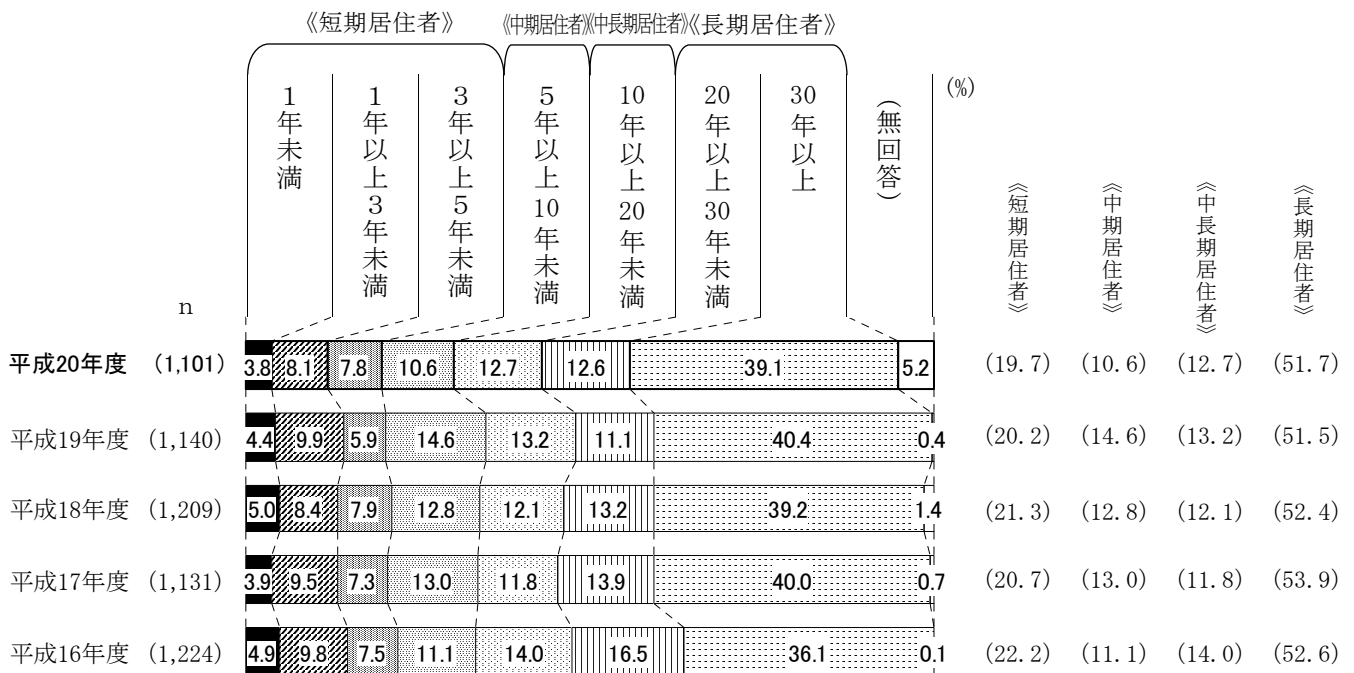 《短期居住者》 《中期居住者》《中長期居住者》《長期居住者》
(%)
１年未満
１年以上３年未満
３年以上５年未満
５年以上10年未満
10年以上20年未満
20年以上30年未満
30年以上
（無回答）
《短期居住者》
《中期居住者》
《中長期居住者》
《長期居住者》
n
平成20年度 (1,101) 3.8 8.1 7.8 10.6 12.7 12.6 39.1 5.2 (19.7) (10.6) (12.7) (51.7)
平成19年度 (1,140) 4.4 9.9 5.9 14.6 13.2 11.1 40.4 0.4 (20.2) (14.6) (13.2) (51.5)
平成18年度 (1,209) 5.0 8.4 7.9 12.8 12.1 13.2 39.2 1.4 (21.3) (12.8) (12.1) (52.4)
平成17年度 (1,131) 3.9 9.5 7.3 13.0 11.8 13.9 40.0 0.7 (20.7) (13.0) (11.8) (53.9)
平成16年度 (1,224) 4.9 9.8 7.5 11.1 14.0 16.5 36.1 0.1 (22.2) (11.1) (14.0) (52.6)